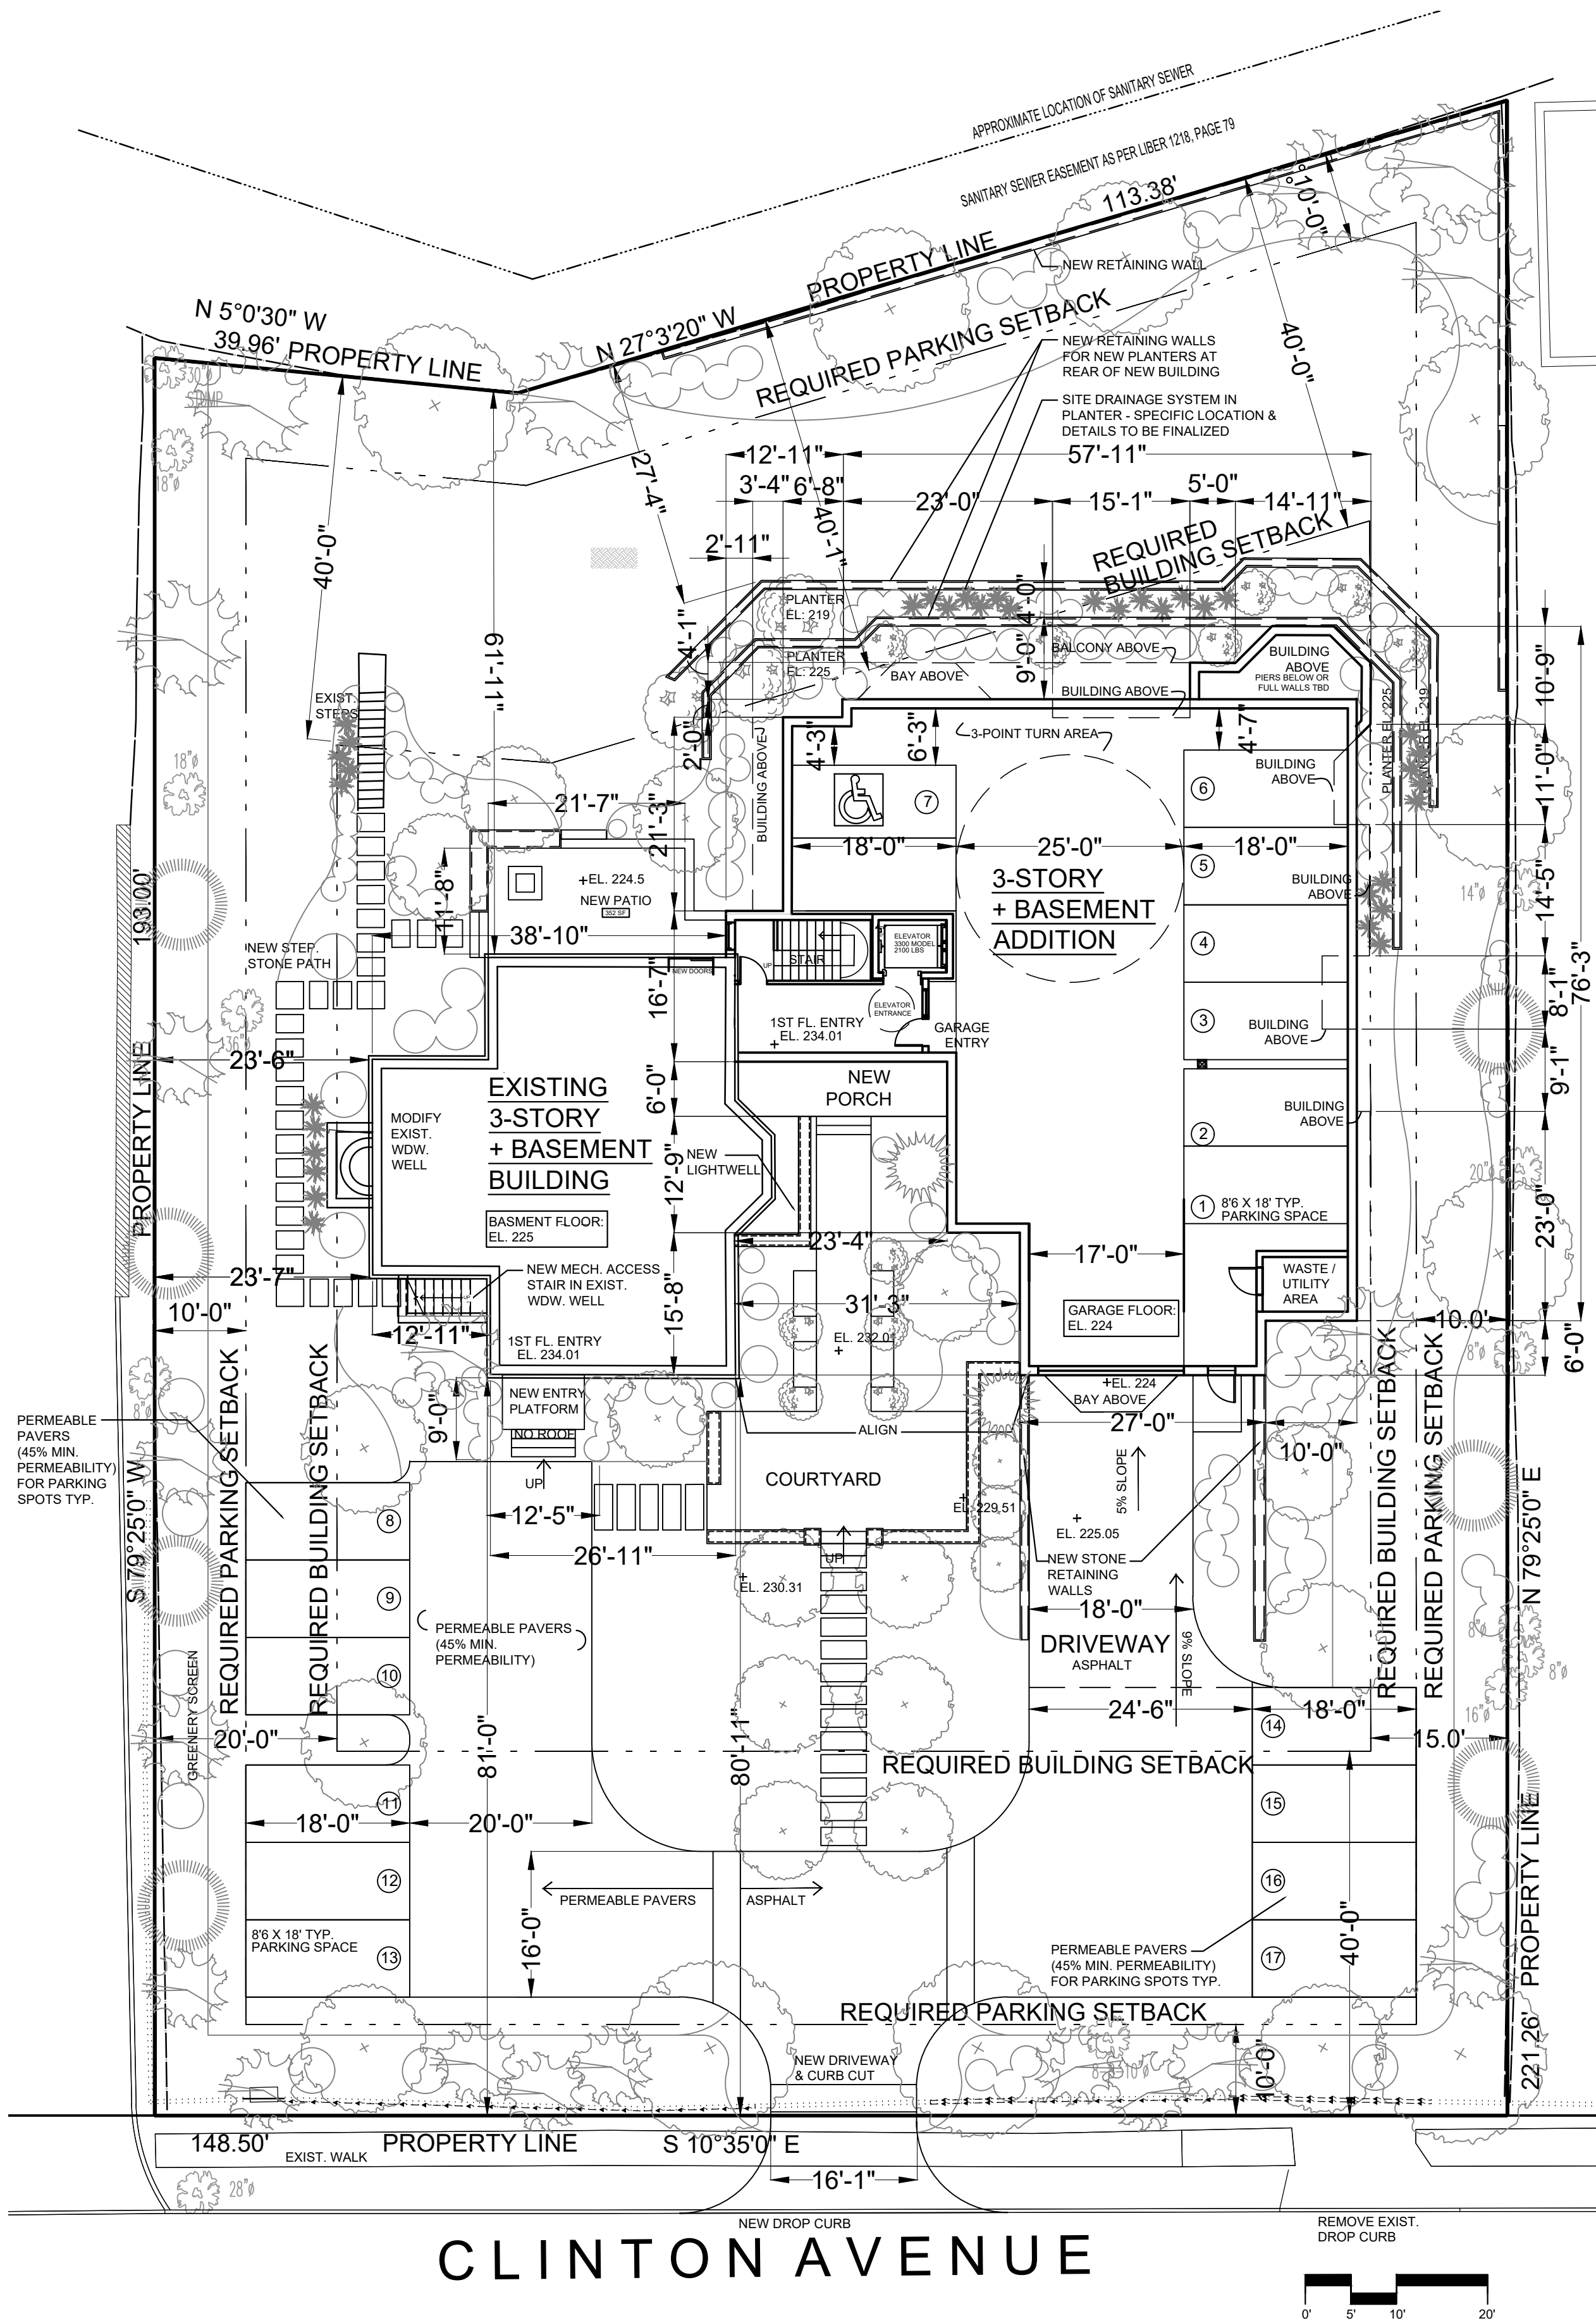 APPROXIMATE LOCATION OF SANITARY SEWER
SANITARY SEWER EASEMENT AS PER LIBER 1218, PAGE 79
113.38'
10'-0"
PROPERTY LINE
NEW RETAINING WALL
N 5°0'30" W
39.96' PROPERTY LINE
N 27°3'20" W
REQUIRED PARKING SETBACK
NEW RETAINING WALLS
FOR NEW PLANTERS AT
REAR OF NEW BUILDING
40'-0"
30"ø
STUMP
SITE DRAINAGE SYSTEM IN
PLANTER - SPECIFIC LOCATION &
DETAILS TO BE FINALIZED
12'-11"
57'-11"
18"ø
27'-4"
3'-4"
6'-8"
23'-0"
15'-1"
5'-0"
14'-11"
40'-1"
2'-11"
REQUIRED
BUILDING SETBACK
40'-0"
PLANTER
EL: 219
4'-0"
4'-1"
61'-11"
PLANTER
EL: 225
9'-0"
BALCONY ABOVE
BUILDING
ABOVE
PIERS BELOW OR
FULL WALLS TBD
BAY ABOVE
BUILDING ABOVE
10'-9"
EXIST.
STEPS
PLANTER EL: 225
PLANTER EL: 219
2'-0"
BUILDING ABOVE
4'-3"
6'-3"
3-POINT TURN AREA
4'-7"
18"ø
BUILDING
ABOVE
11'-0"
21'-7"
21'-3"
7
6
18'-0"
25'-0"
18'-0"
5
11'-8"
EL. 224.5
NEW PATIO
352 SF
3-STORY
+ BASEMENT
ADDITION
BUILDING
ABOVE
14"ø
14'-5"
193.00'
38'-10"
NEW STEP.
STONE PATH
STAIR
UP
ELEVATOR
3300 MODEL
2100 LBS
4
NEW DOORS
16'-7"
76'-3"
8'-1"
36"ø
1ST FL. ENTRY
EL. 234.01
ELEVATOR
ENTRANCE
GARAGE
ENTRY
3
BUILDING
ABOVE
23'-6"
PROPERTY LINE
EXISTING
3-STORY
+ BASEMENT
BUILDING
6'-0"
NEW
PORCH
9'-1"
MODIFY
EXIST.
WDW.
WELL
BUILDING
ABOVE
2
NEW
LIGHTWELL
12'-9"
20"ø
BASMENT FLOOR:
EL. 225
1
8'6 X 18' TYP.
PARKING SPACE
23'-0"
23'-4"
17'-0"
23'-7"
NEW MECH. ACCESS
STAIR IN EXIST.
WDW. WELL
UP
WASTE /
UTILITY
AREA
10'-0"
12'-11"
15'-8"
31'-3"
GARAGE FLOOR:
EL. 224
10.0'
1ST FL. ENTRY
EL. 234.01
EL. 232.01
8"ø
6'-0"
8"ø
NEW ENTRY
PLATFORM
EL. 224
BAY ABOVE
PERMEABLE
PAVERS
(45% MIN.
PERMEABILITY)
FOR PARKING
SPOTS TYP.
9'-0"
NO ROOF
ALIGN
27'-0"
10'-0"
REQUIRED PARKING SETBACK
REQUIRED BUILDING SETBACK
UP
COURTYARD
5% SLOPE
REQUIRED BUILDING SETBACK
REQUIRED PARKING SETBACK
N 79°25'0" E
S 79°25'0" W
8
12'-5"
EL. 229.51
EL. 225.05
26'-11"
UP
NEW STONE
RETAINING
WALLS
EL. 230.31
9
18'-0"
PERMEABLE PAVERS
(45% MIN.
PERMEABILITY)
8"ø
DRIVEWAY
ASPHALT
9% SLOPE
GREENERY SCREEN
10
8"ø
24'-6"
18'-0"
16"ø
20'-0"
14
15.0'
81'-0"
80'-11"
REQUIRED BUILDING SETBACK
11
18'-0"
20'-0"
15
12
PERMEABLE PAVERS
ASPHALT
16
16'-0"
40'-0"
8'6 X 18' TYP.
PARKING SPACE
13
PERMEABLE PAVERS
(45% MIN. PERMEABILITY)
FOR PARKING SPOTS TYP.
17
REQUIRED PARKING SETBACK
PROPERTY LINE
221.26'
NEW DRIVEWAY
& CURB CUT
10'-0"
148.50'
PROPERTY LINE
S 10°35'0" E
EXIST. WALK
28"ø
16'-1"
NEW DROP CURB
REMOVE EXIST.
DROP CURB
CLINTON AVENUE
0'
5'
10'
20'